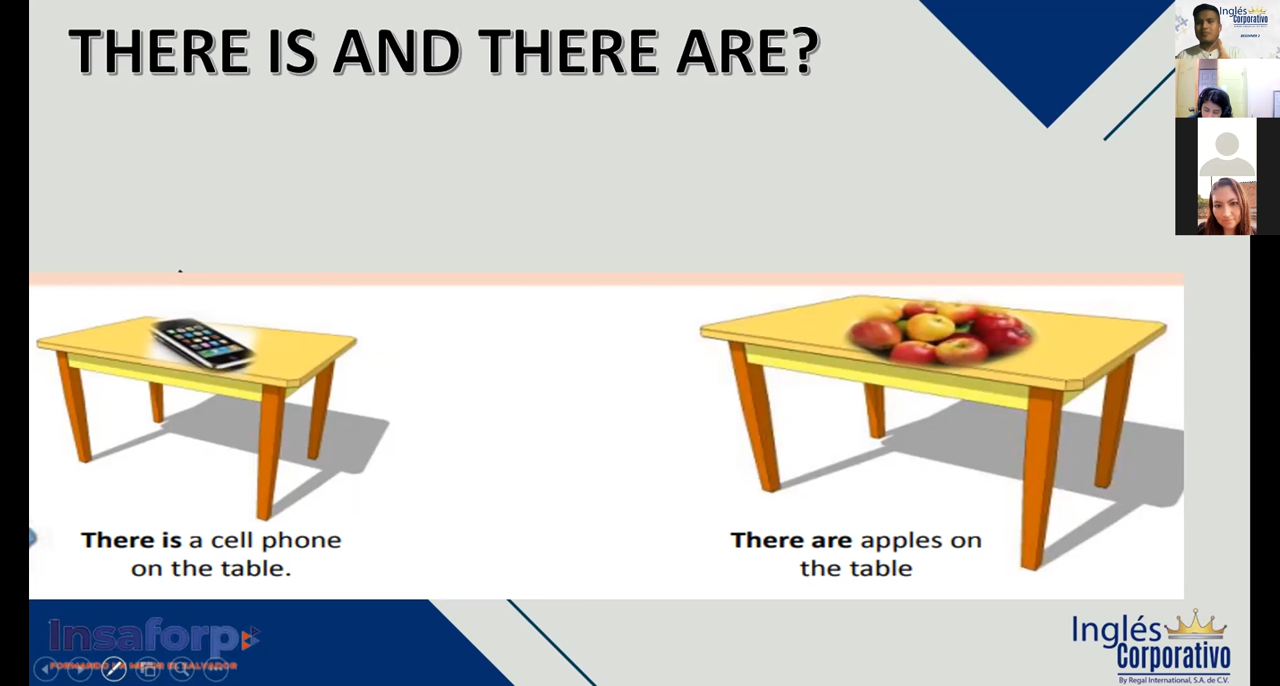 THERE IS AND THERE ARE?
Inglés
Corporativo
There is a cell phone
on the table.
There are apples on
the table
Insaforp
Inglés
Corporativo
By Regal International, S.A. de C.V.